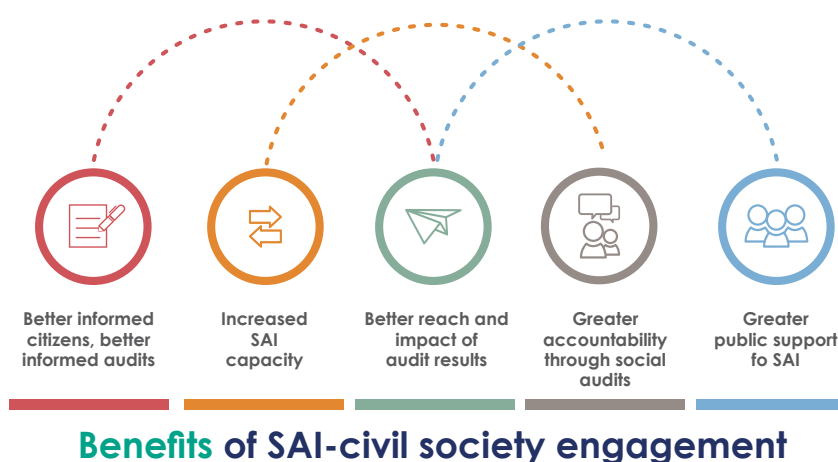 Better informed
citizens, better
informed audits
Increased
SAI
capacity
Better reach and
impact of
audit results
Greater
accountability
through social
audits
Greater
public support
fo SAI
Benefits of SAI-civil society engagement